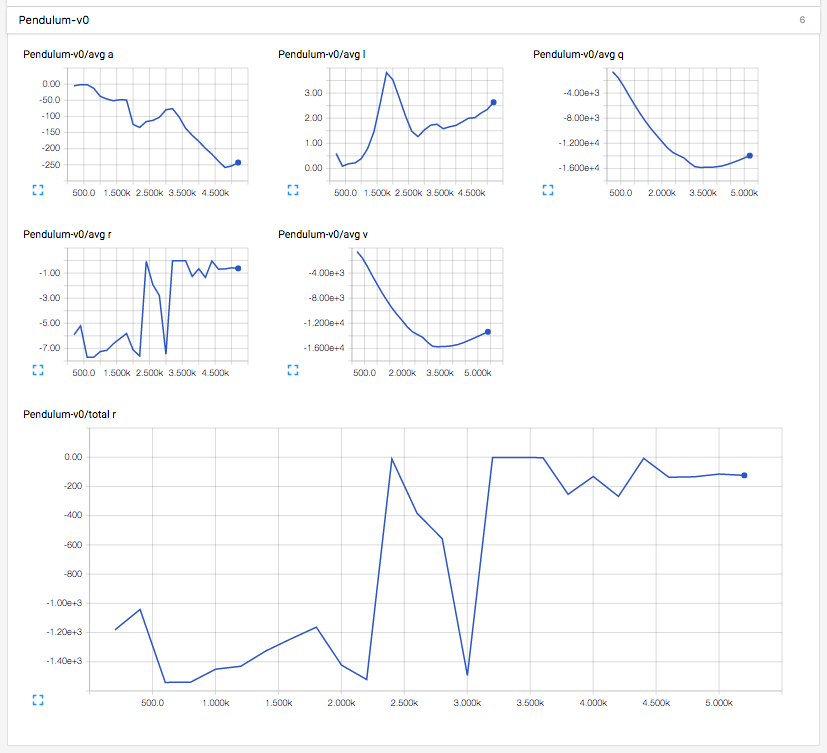 Pendulum-v0 6
Pendulum-v0/avg a Pendulum-v0/avg l Pendulum-v0/avg q
0.00
-50.0
-100
-150
-200
-250
500.0 1.500k 2.500k 3.500k 4.500k
3.00
2.00
1.00
0.00
500.0 1.500k 2.500k 3.500k 4.500k
-4.00e+3
-8.00e+3
-1.200e+4
-1.600e+4
500.0 2.000k 3.500k 5.000k
Pendulum-v0/avg r Pendulum-v0/avg v
-1.00
-3.00
-5.00
-7.00
500.0 1.500k 2.500k 3.500k 4.500k
-4.00e+3
-8.00e+3
-1.200e+4
-1.600e+4
500.0 2.000k 3.500k 5.000k
Pendulum-v0/total r
0.00
-200
-400
-600
-800
-1.00e+3
-1.20e+3
-1.40e+3
500.0 1.000k 1.500k 2.000k 2.500k 3.000k 3.500k 4.000k 4.500k 5.000k